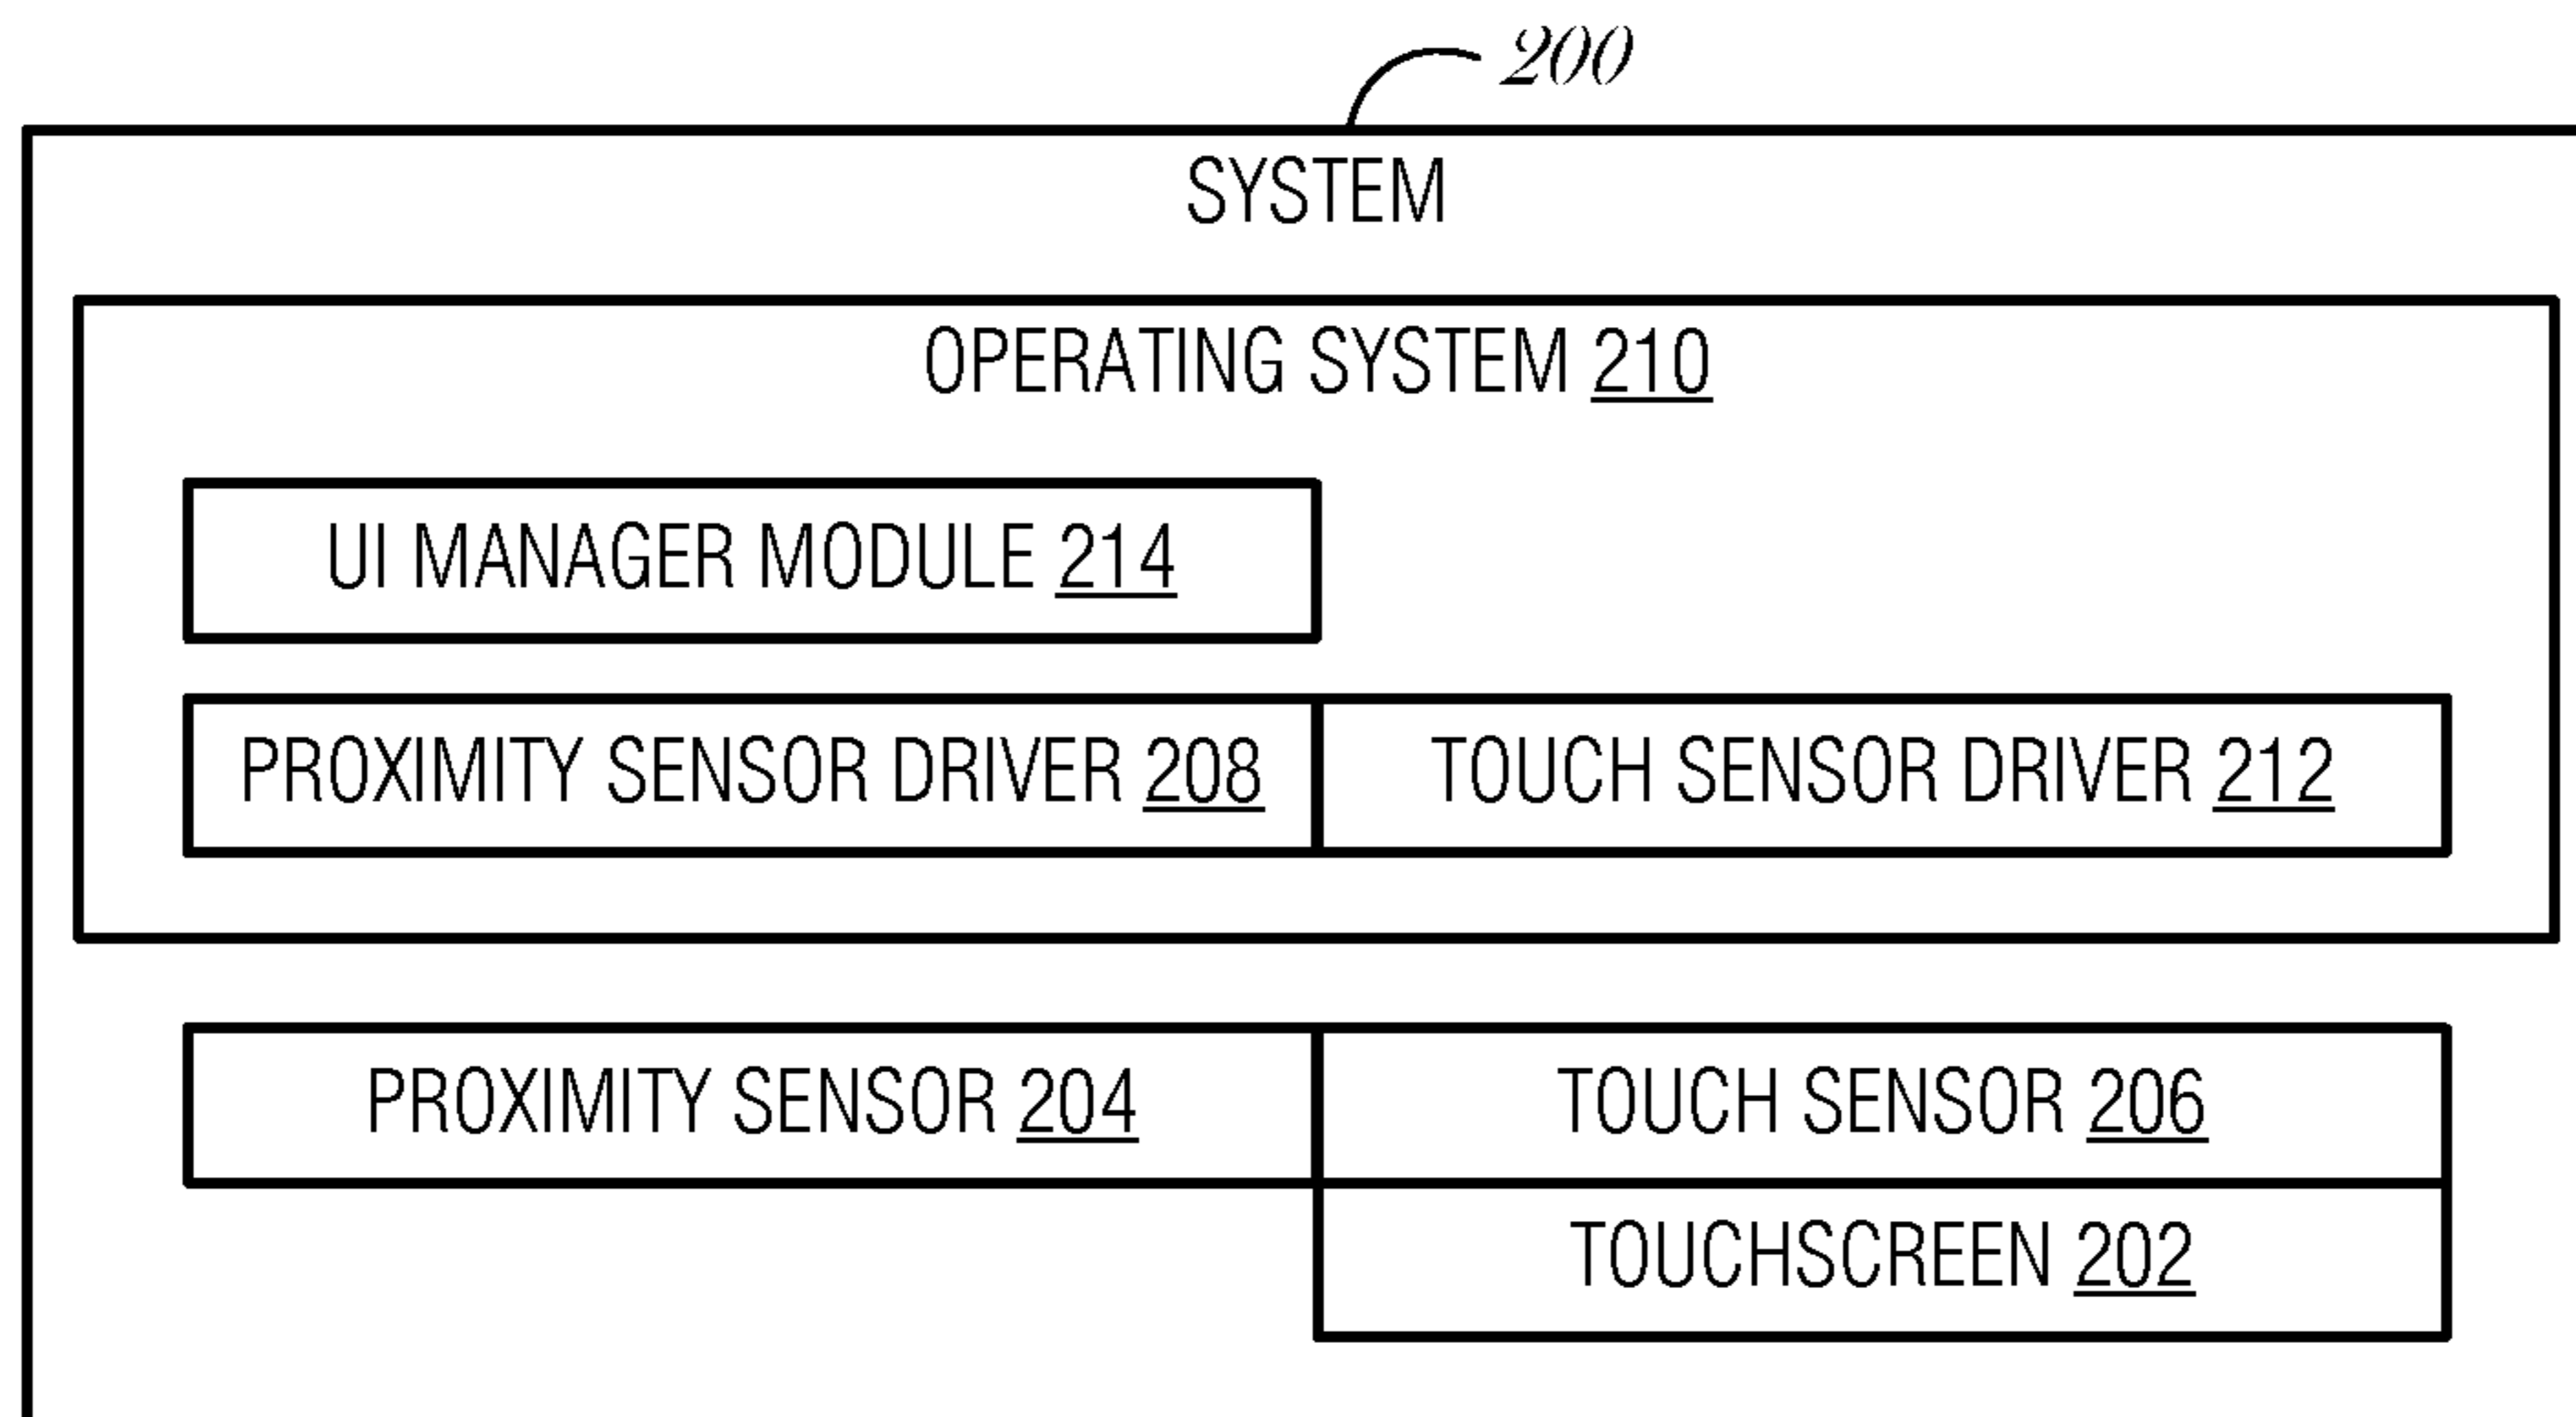 200
SYSTEM
OPERATING SYSTEM 210
UI MANAGER MODULE 214
PROXIMITY SENSOR DRIVER 208
TOUCH SENSOR DRIVER 212
PROXIMITY SENSOR 204
TOUCH SENSOR 206
TOUCHSCREEN 202